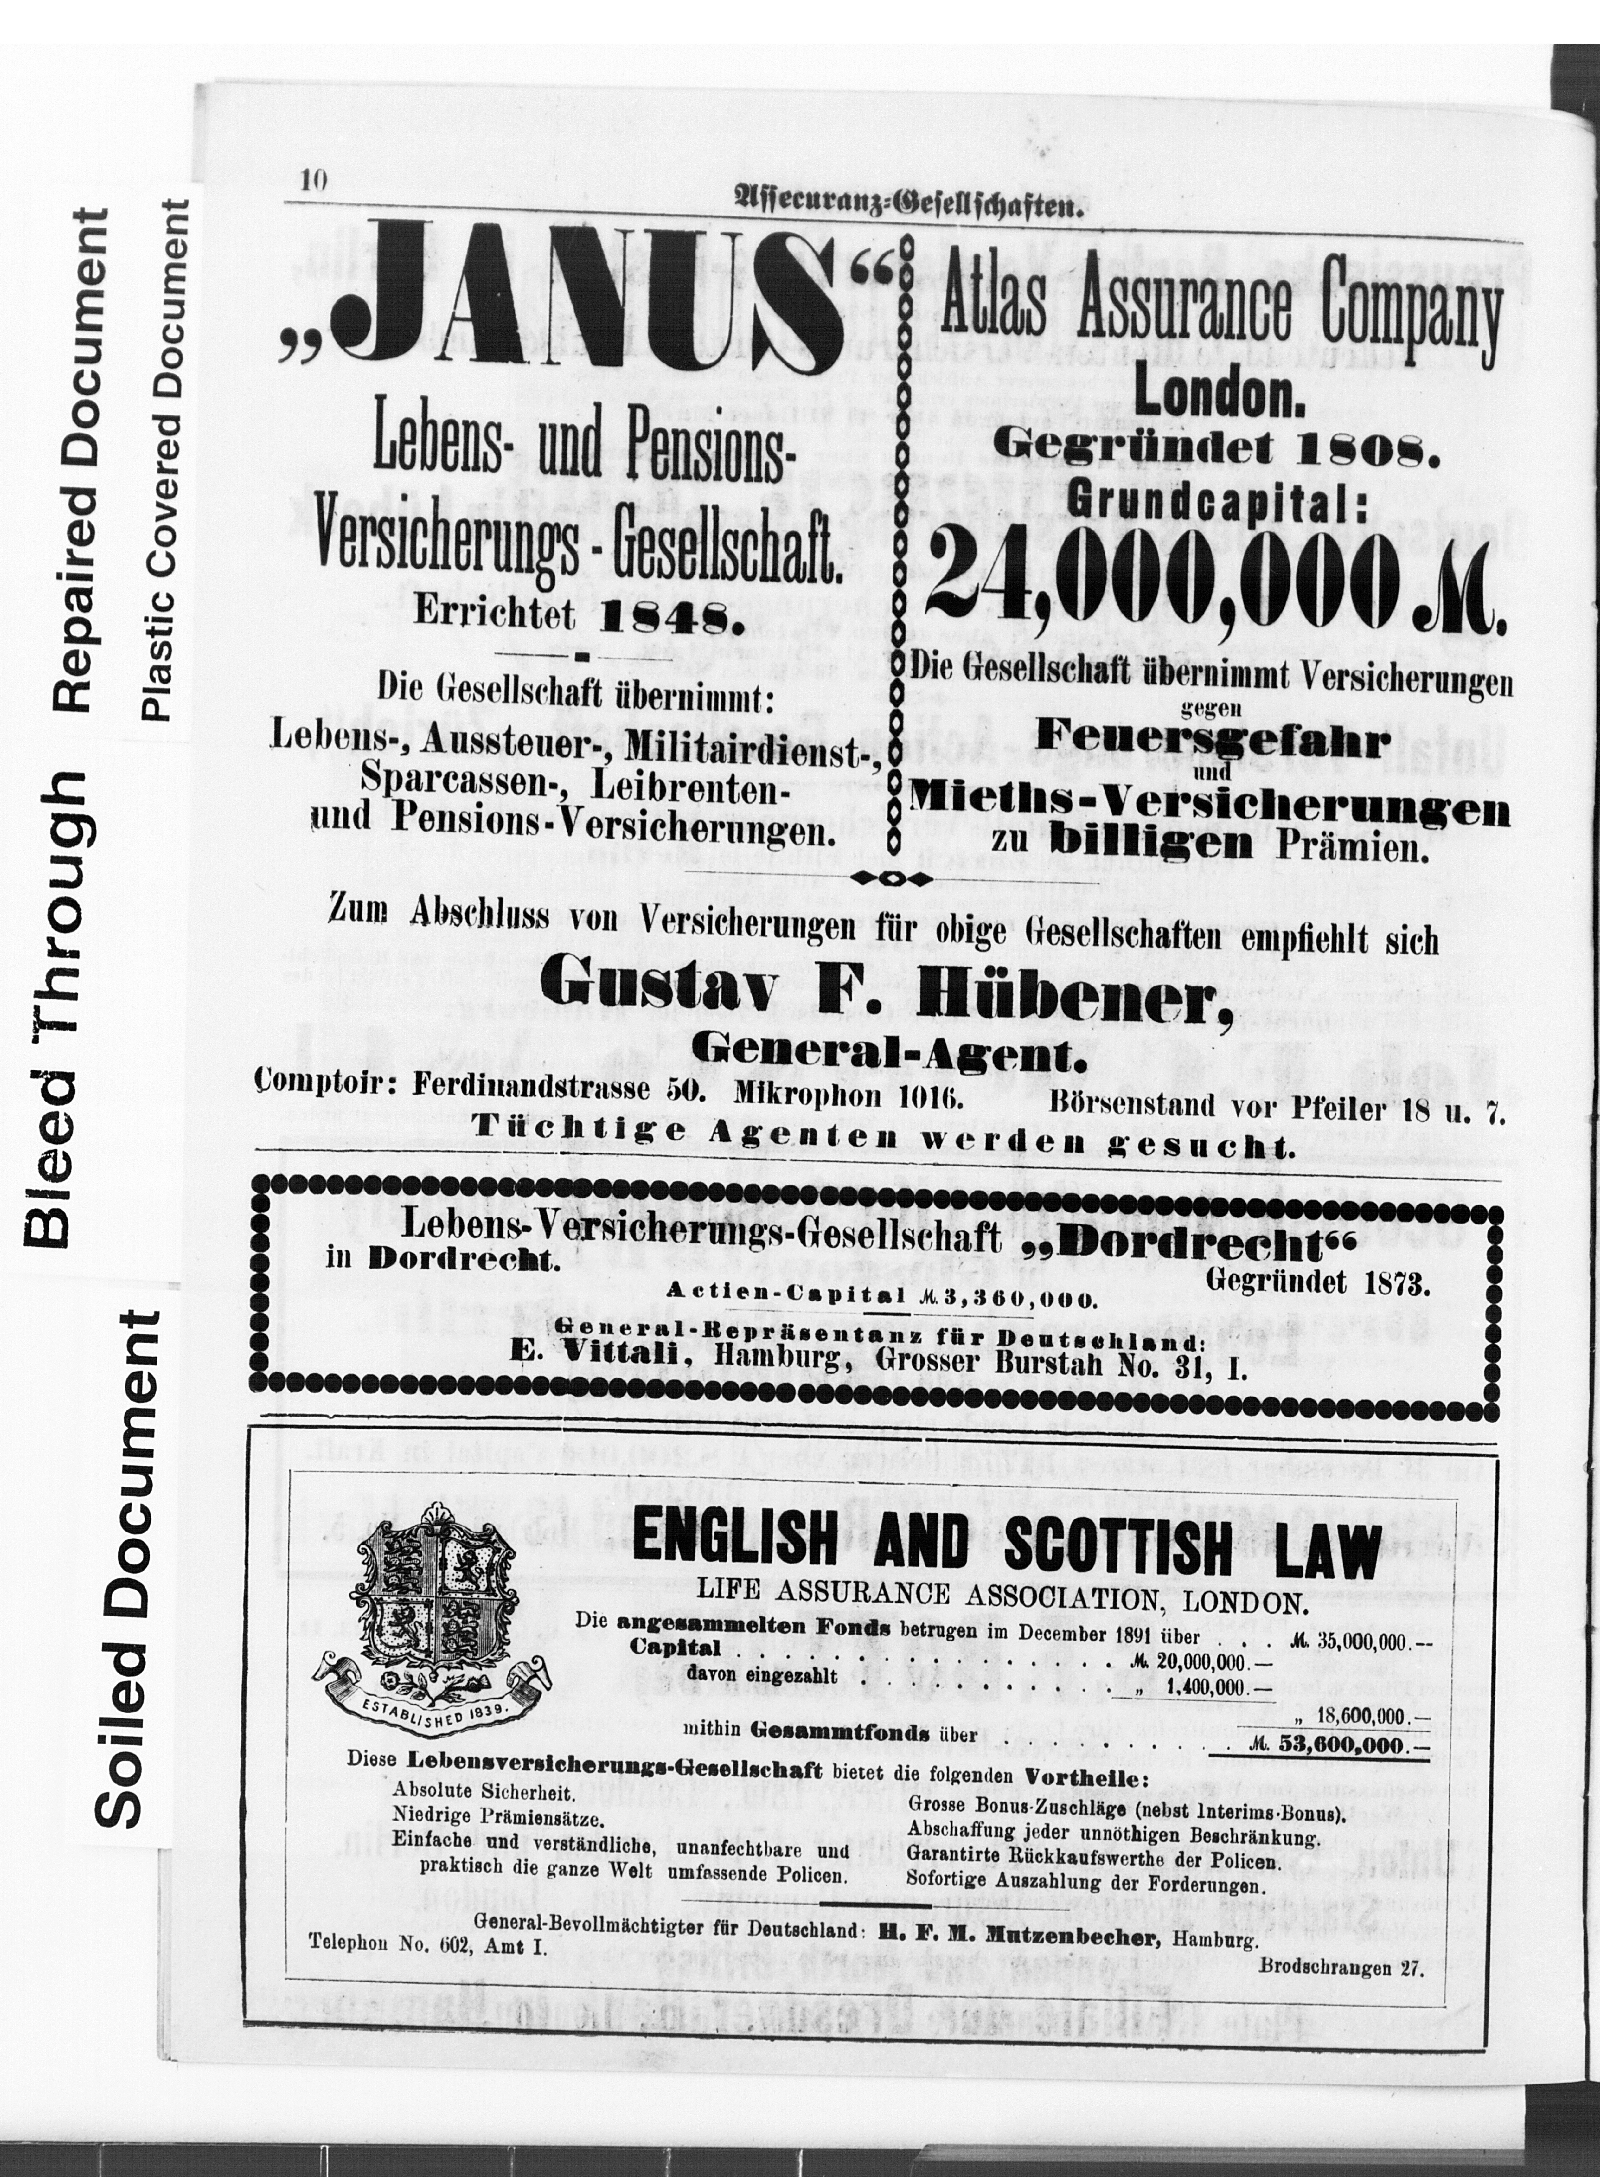 Repaired Document
Plastic Covered Document
Bleed Through
Soiled Document
10
Assecuranz-Gesellschaften.
„JANUS“
Lebens- und Pensions-
Versicherungs-Gesellschaft.
Errichtet 1848.
Die Gesellschaft übernimmt:
Lebens-, Aussteuer-, Militairdienst-,
Sparcassen-, Leibrenten-
und Pensions-Versicherungen.
Atlas Assurance Company
London.
Gegründet 1808.
Grundcapital:
24,000,000 M.
Die Gesellschaft übernimmt Versicherungen
gegen
Feuersgefahr
und
Mieths-Versicherungen
zu billigen Prämien.
Zum Abschluss von Versicherungen für obige Gesellschaften empfiehlt sich
Gustav F. Hübener,
General-Agent.
Comptoir: Ferdinandstrasse 50. Mikrophon 1016. Börsenstand vor Pfeiler 18 u. 7.
Tüchtige Agenten werden gesucht.
Lebens-Versicherungs-Gesellschaft „Dordrecht“
in Dordrecht. Gegründet 1873.
Actien-Capital M. 3,360,000.
General-Repräsentanz für Deutschland:
E. Vittali, Hamburg, Grosser Burstah No. 31, I.
ESTABLISHED 1839.
ENGLISH AND SCOTTISH LAW
LIFE ASSURANCE ASSOCIATION, LONDON.
Die angesammelten Fonds betrugen im December 1891 über . . . M. 35,000,000.—
Capital . . . . . . . . . . . . . . . . M. 20,000,000.—
davon eingezahlt . . . . . . . . . . „ 1,400,000.—
„ 18,600,000.—
mithin Gesammtfonds über . . . . . . . . . M. 53,600,000.—
Diese Lebensversicherungs-Gesellschaft bietet die folgenden Vortheile:
Absolute Sicherheit.
Niedrige Prämiensätze.
Einfache und verständliche, unanfechtbare und
praktisch die ganze Welt umfassende Policen.
Grosse Bonus-Zuschläge (nebst Interims-Bonus).
Abschaffung jeder unnöthigen Beschränkung.
Garantirte Rückkaufswerthe der Policen.
Sofortige Auszahlung der Forderungen.
General-Bevollmächtigter für Deutschland: H. F. M. Mutzenbecher, Hamburg.
Telephon No. 602, Amt I.
Brodschrangen 27.